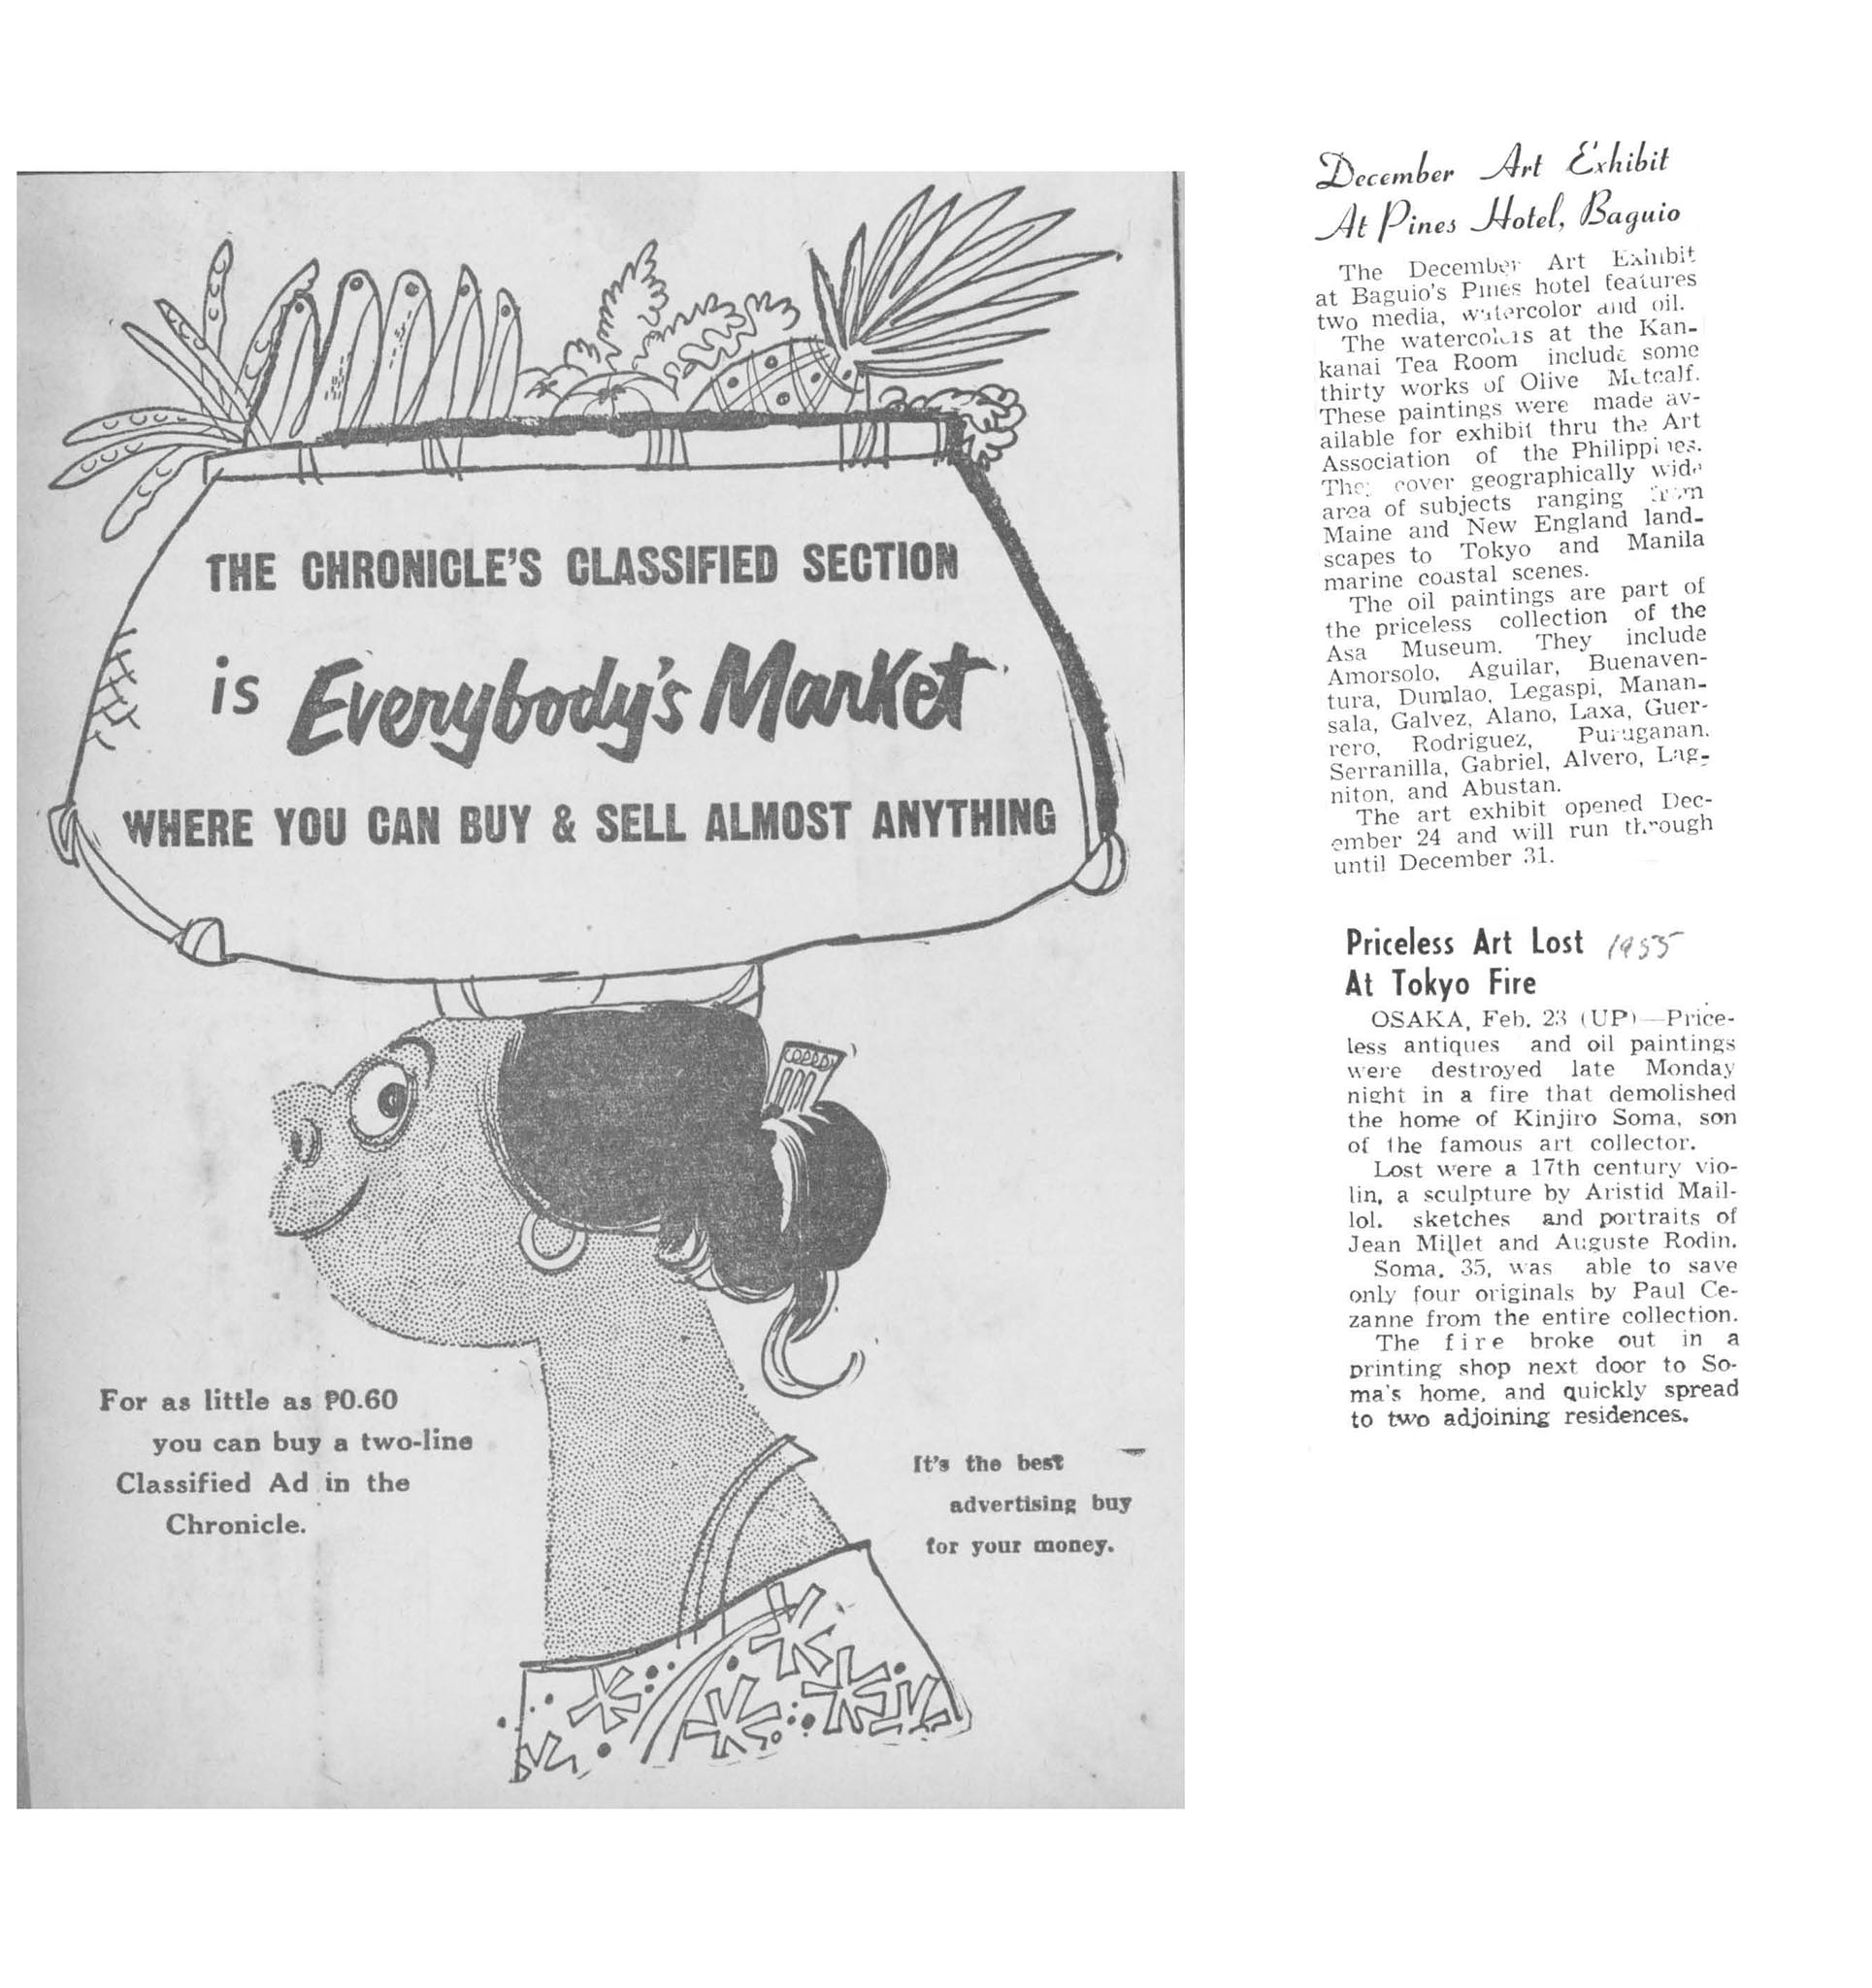 THE CHRONICLE'S CLASSIFIED SECTION
is Everybody's Market
WHERE YOU CAN BUY & SELL ALMOST ANYTHING
For as little as ₱0.60
you can buy a two-line
Classified Ad in the
Chronicle.
It's the best
advertising buy
for your money.
December Art Exhibit
At Pines Hotel, Baguio
The December Art Exhibit
at Baguio's Pines hotel features
two media, watercolor and oil.
The watercolors at the Kan-
kanai Tea Room include some
thirty works of Olive Metcalf.
These paintings were made av-
ailable for exhibit thru the Art
Association of the Philippines.
They cover geographically wide
area of subjects ranging from
Maine and New England land-
scapes to Tokyo and Manila
marine coastal scenes.
The oil paintings are part of
the priceless collection of the
Asa Museum. They include
Amorsolo, Aguilar, Buenaven-
tura, Dumlao, Legaspi, Manan-
sala, Galvez, Alano, Laxa, Guer-
rero, Rodriguez, Puruganan.
Serranilla, Gabriel, Alvero, Lag-
niton, and Abustan.
The art exhibit opened Dec-
ember 24 and will run through
until December 31.
Priceless Art Lost 1955
At Tokyo Fire
OSAKA, Feb. 23 (UP)—Price-
less antiques and oil paintings
were destroyed late Monday
night in a fire that demolished
the home of Kinjiro Soma, son
of the famous art collector.
Lost were a 17th century vio-
lin, a sculpture by Aristid Mail-
lol. sketches and portraits of
Jean Millet and Auguste Rodin.
Soma, 35, was able to save
only four originals by Paul Ce-
zanne from the entire collection.
The fire broke out in a
printing shop next door to So-
ma's home, and quickly spread
to two adjoining residences.